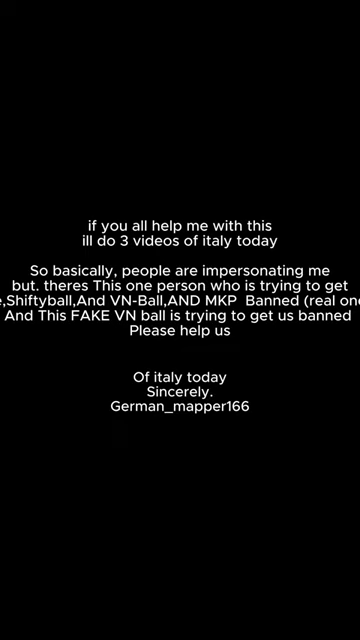 if you all help me with this
ill do 3 videos of italy today
So basically, people are impersonating me
but. theres This one person who is trying to get
e,Shiftyball,And VN-Ball,AND MKP Banned (real one
And This FAKE VN ball is trying to get us banned
Please help us
Of italy today
Sincerely.
German_mapper166